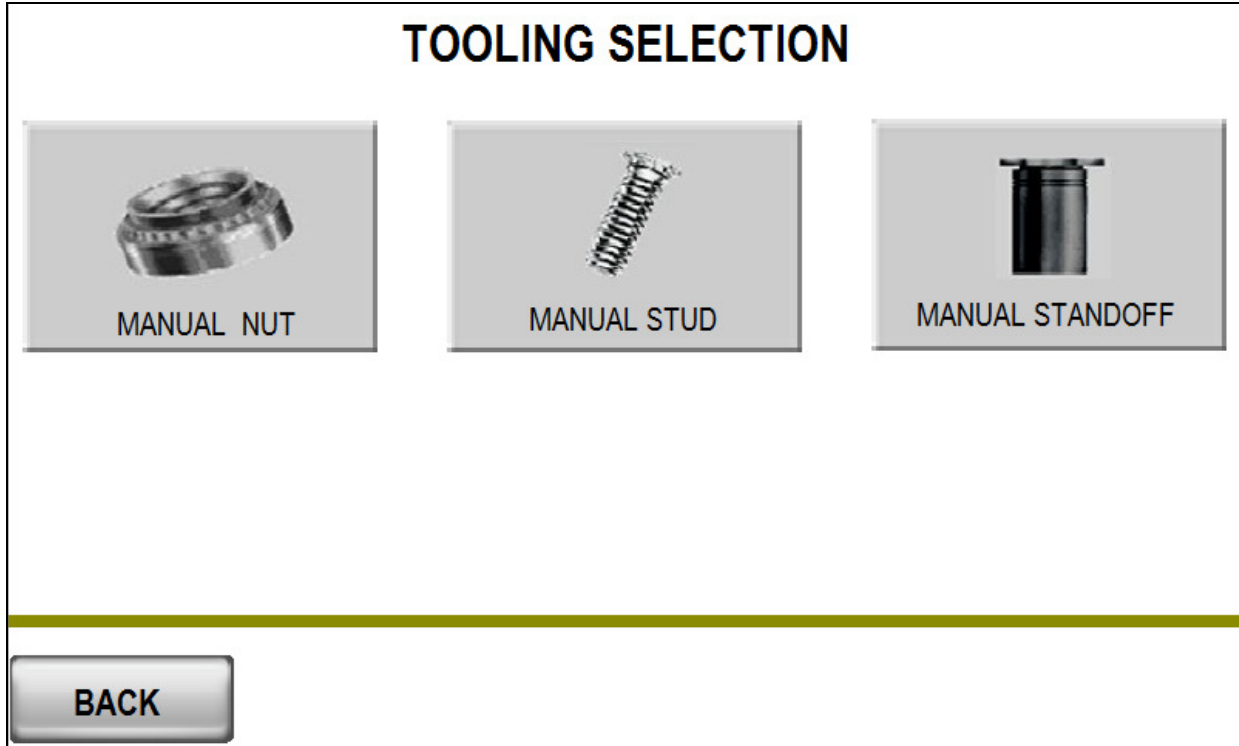 TOOLING SELECTION
MANUAL  NUT
MANUAL STUD
MANUAL STANDOFF
BACK